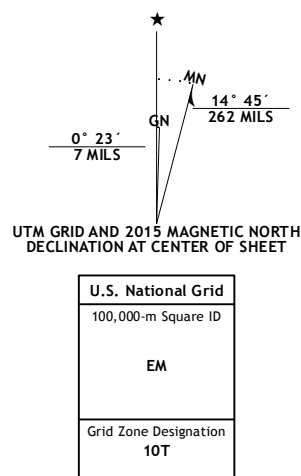 ★
MN
GN
14° 45´
262 MILS
0° 23´
7 MILS
UTM GRID AND 2015 MAGNETIC NORTH
DECLINATION AT CENTER OF SHEET
U.S. National Grid
100,000-m Square ID
EM
Grid Zone Designation
10T